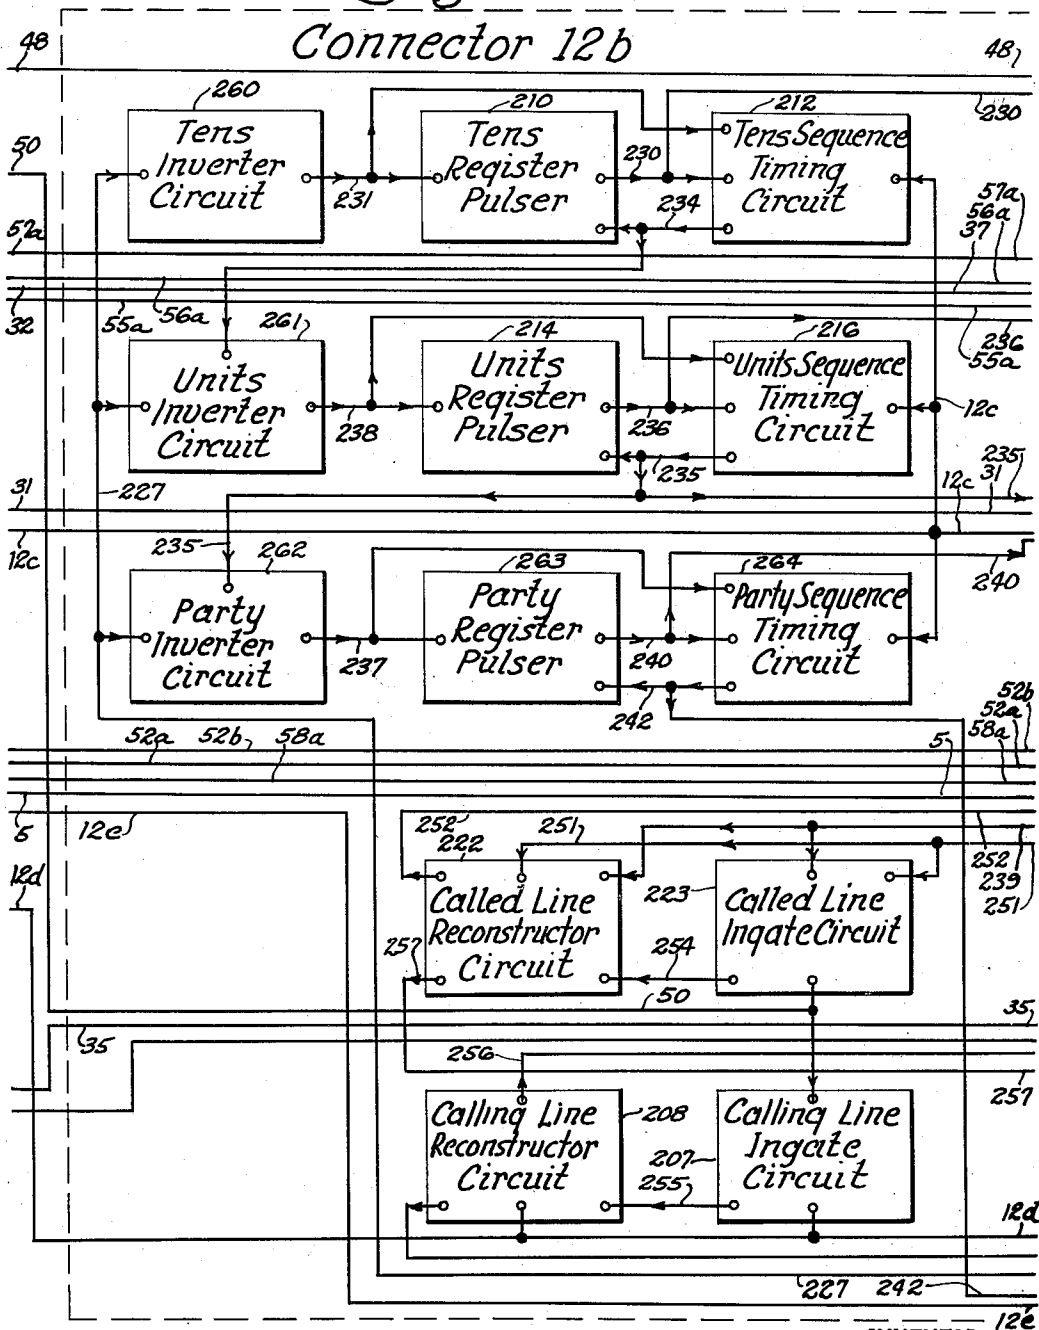 Connector 12b
48
48
260
210
212
230
50
Tens
Inverter
Circuit
Tens
Register
Pulser
Tens Sequence
Timing
Circuit
231
230
234
57a
57a
56a
37
32
55a
56a
261
214
216
236
55a
Units
Inverter
Circuit
Units
Register
Pulser
Units Sequence
Timing
Circuit
238
236
12c
235
235
31
31
227
12c
12c
235
262
263
264
240
Party
Inverter
Circuit
Party
Register
Pulser
Party Sequence
Timing
Circuit
237
240
242
52b
52a
58a
52a
52b
58a
5
5
12e
252
251
222
252
239
251
12d
223
Called Line
Reconstructor
Circuit
Called Line
Ingate Circuit
257
254
50
35
35
256
257
Calling Line
Reconstructor
Circuit
208
Calling Line
Ingate
Circuit
207
255
12d
227
242
12e